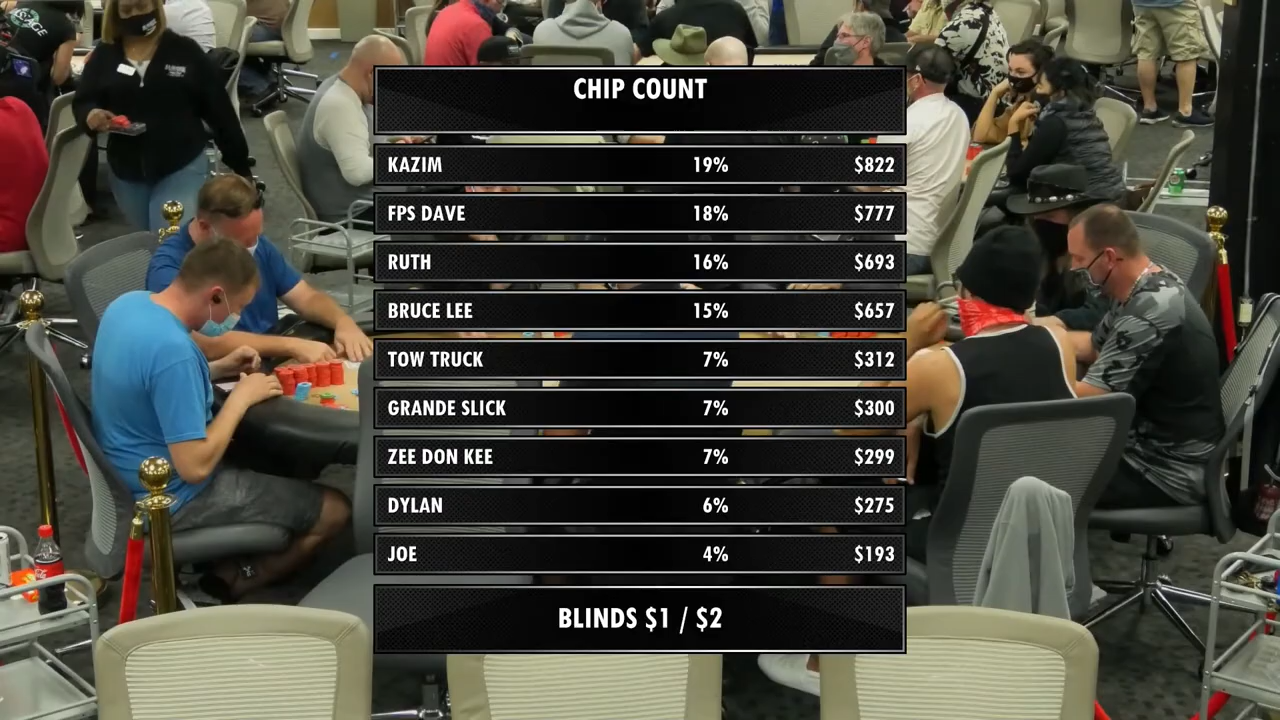 CHIP COUNT
KAZIM 19% $822
FPS DAVE 18% $777
RUTH 16% $693
BRUCE LEE 15% $657
TOW TRUCK 7% $312
GRANDE SLICK 7% $300
ZEE DON KEE 7% $299
DYLAN 6% $275
JOE 4% $193
BLINDS $1 / $2